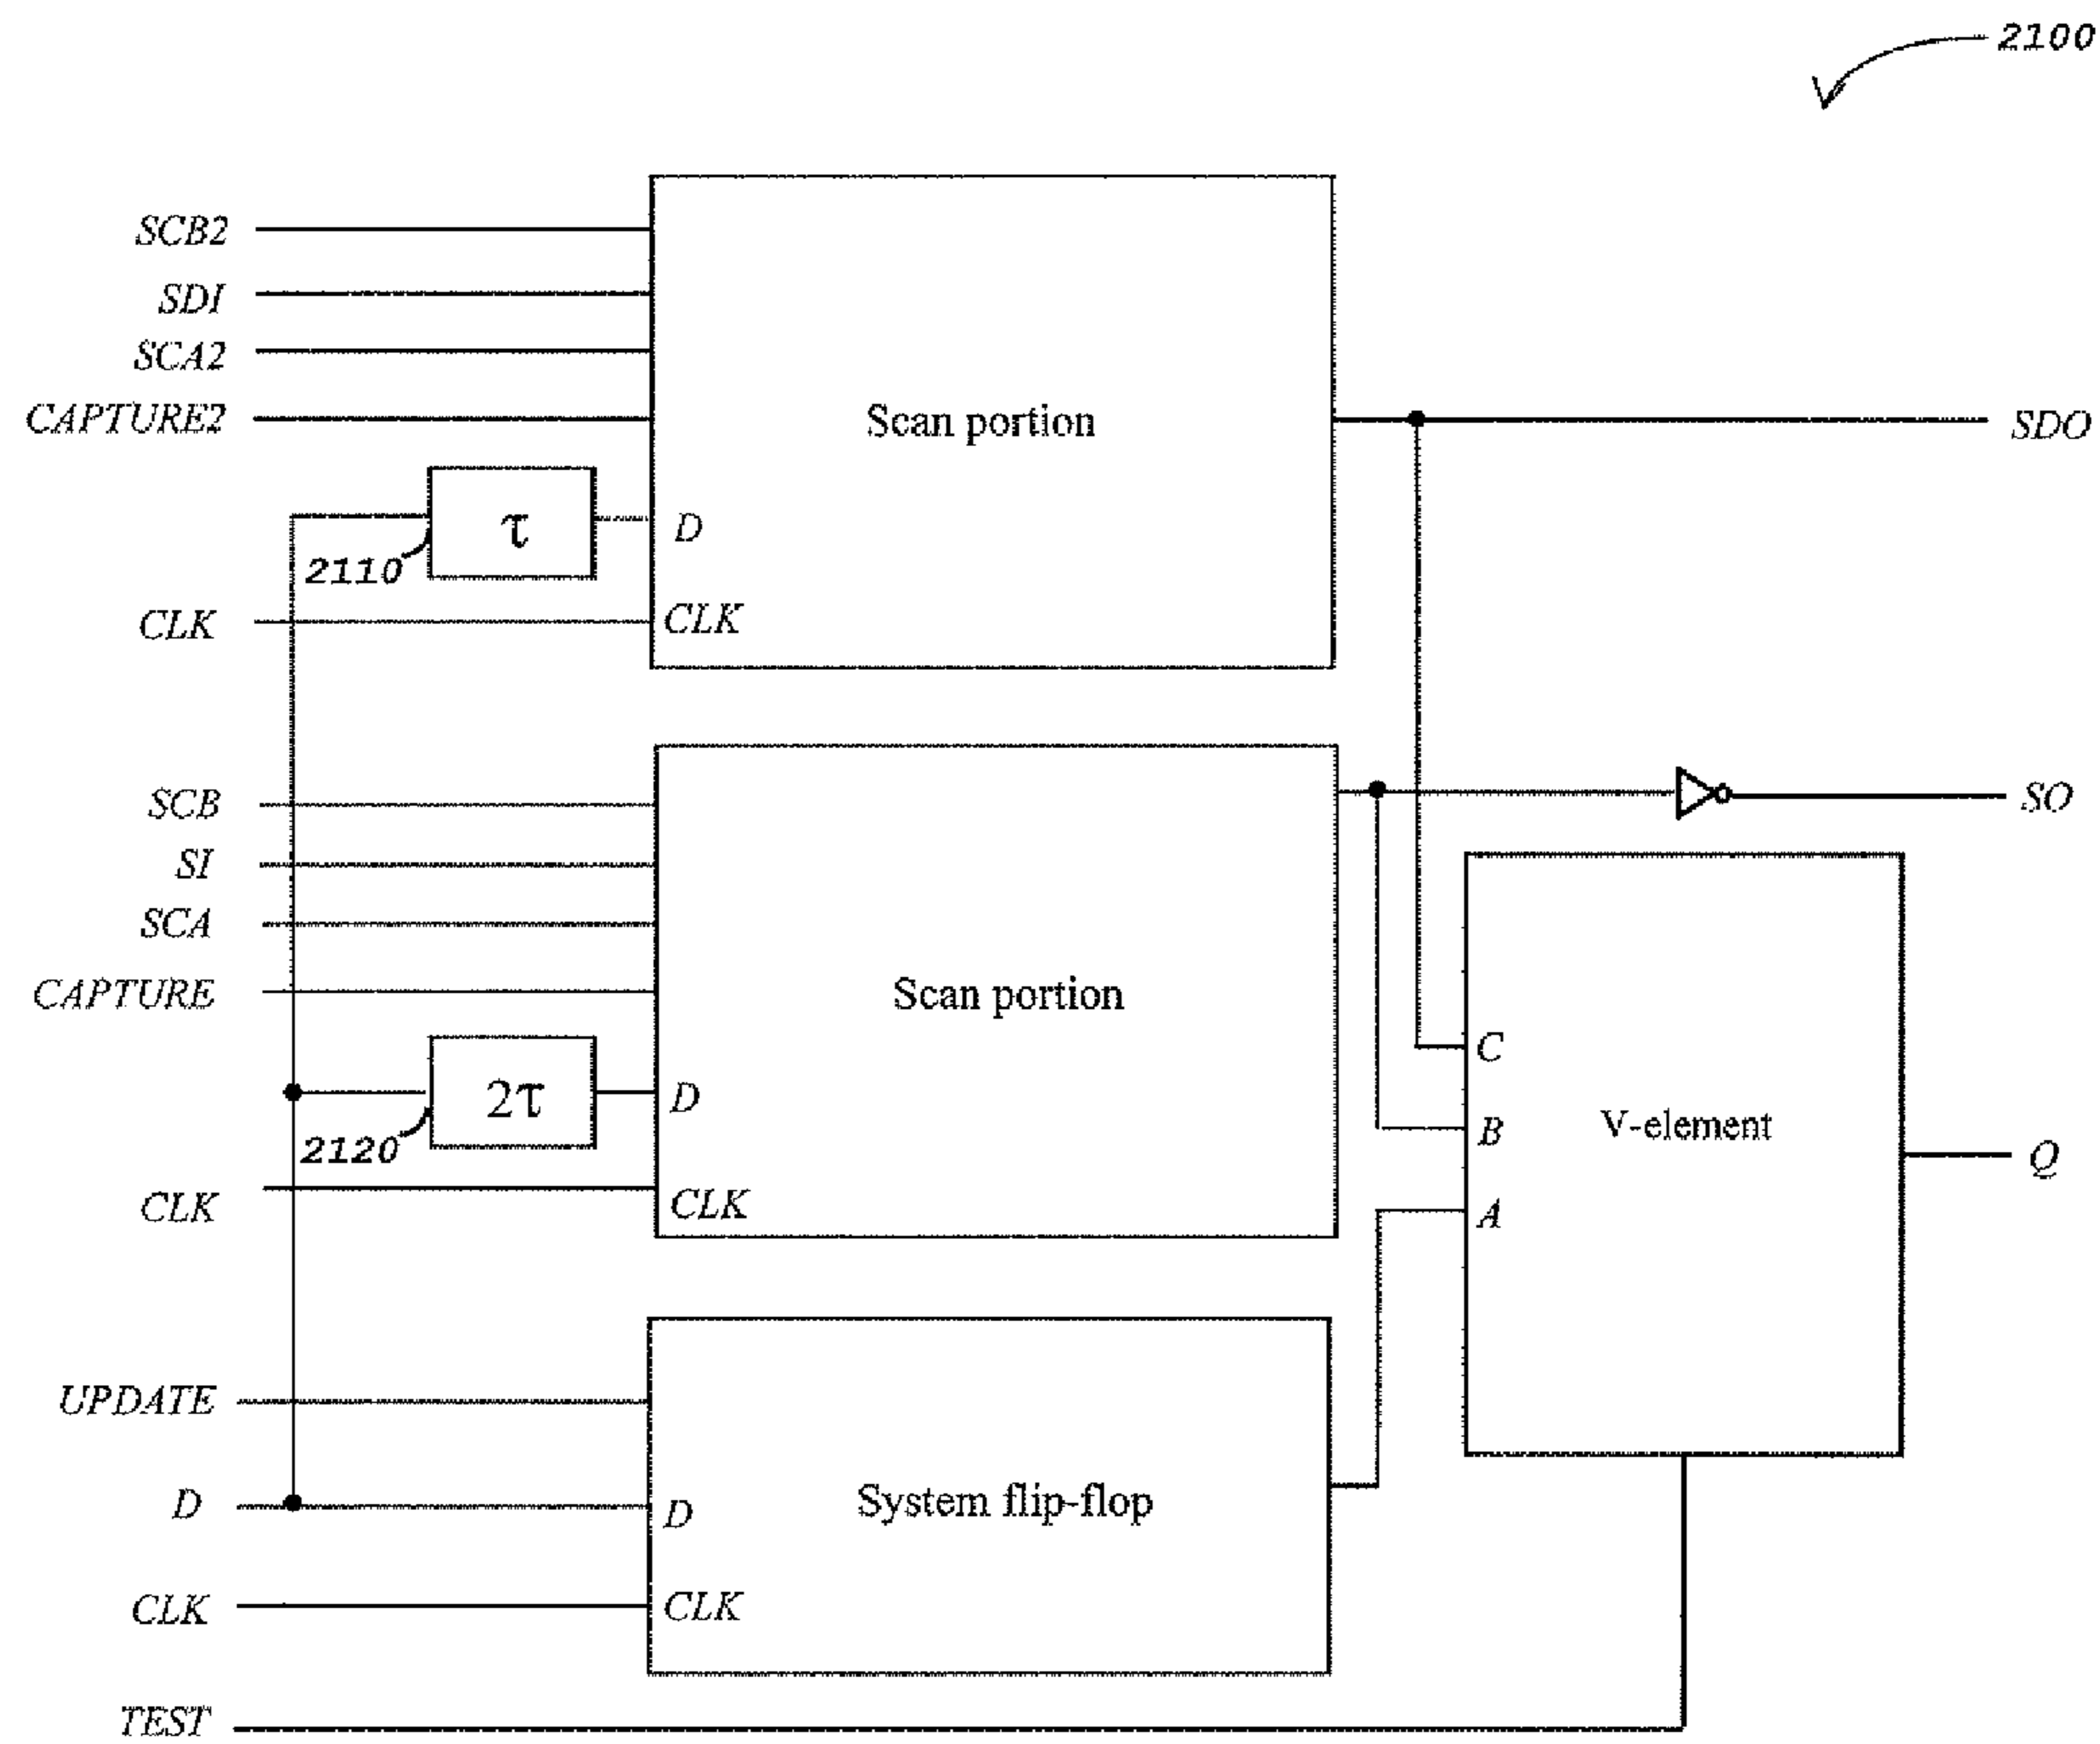 2100
SCB2
SDI
SCA2
CAPTURE2
Scan portion
SDO
τ
D
2110
CLK
CLK
SCB
SO
SI
SCA
CAPTURE
Scan portion
C
2τ
D
B
V-element
2120
Q
CLK
CLK
A
UPDATE
D
D
System flip-flop
CLK
CLK
TEST